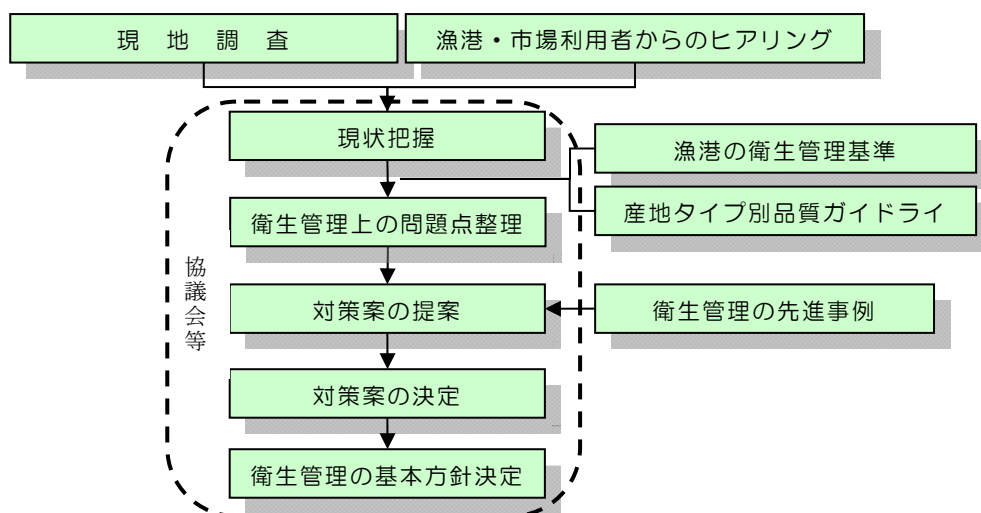 現 地 調 査
漁港・市場利用者からのヒアリング
現状把握
漁港の衛生管理基準
産地タイプ別品質ガイドライ
衛生管理上の問題点整理
協議会等
対策案の提案
衛生管理の先進事例
対策案の決定
衛生管理の基本方針決定